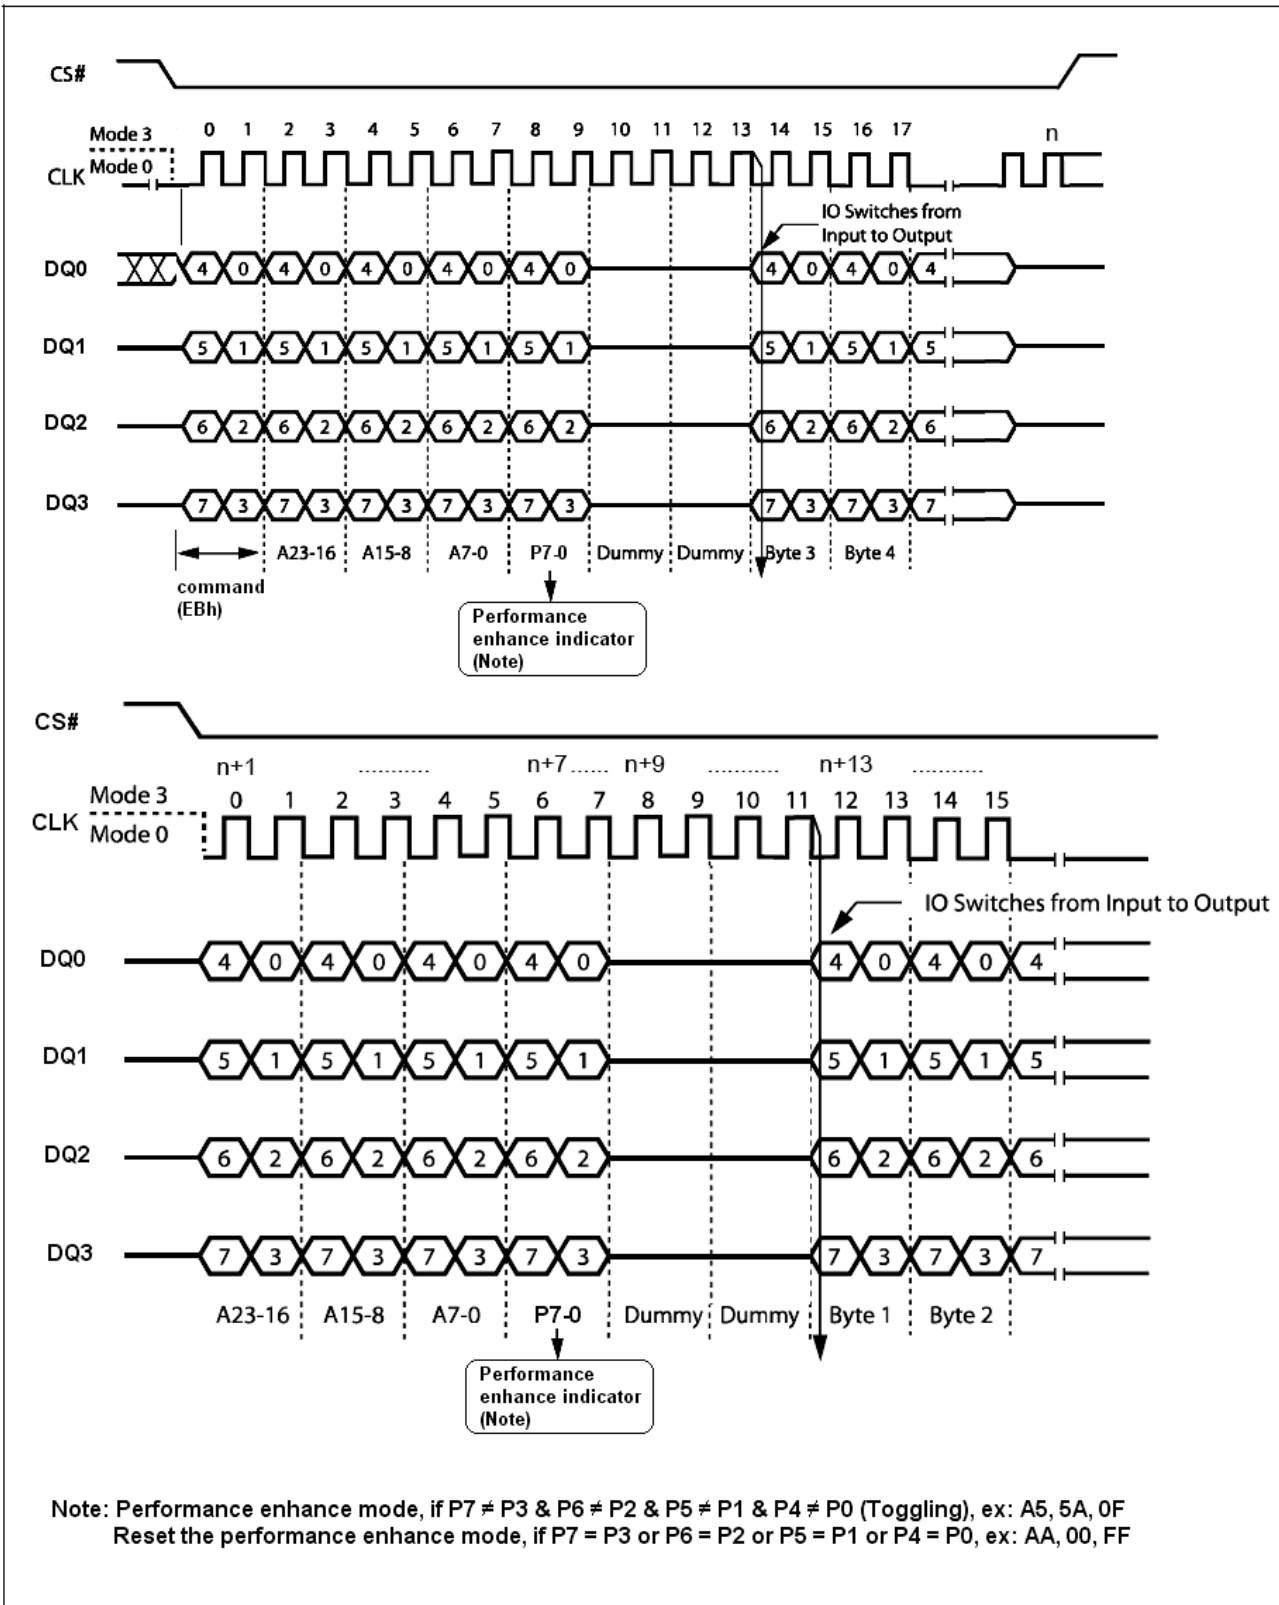 CS#
Mode 3
0 1 2 3 4 5 6 7 8 9 10 11 12 13 14 15 16 17 n
CLK Mode 0
IO Switches from
Input to Output
DQ0 4 0 4 0 4 0 4 0 4 0 4 0 4 0 4
DQ1 5 1 5 1 5 1 5 1 5 1 5 1 5 1 5
DQ2 6 2 6 2 6 2 6 2 6 2 6 2 6 2 6
DQ3 7 3 7 3 7 3 7 3 7 3 7 3 7 3 7
A23-16 A15-8 A7-0 P7-0 Dummy Dummy Byte 3 Byte 4
command
(EBh)
Performance
enhance indicator
(Note)
CS#
n+1 ........... n+7 ...... n+9 ........... n+13 ...........
Mode 3
0 1 2 3 4 5 6 7 8 9 10 11 12 13 14 15
CLK
Mode 0
IO Switches from Input to Output
DQ0 4 0 4 0 4 0 4 0 4 0 4 0 4
DQ1 5 1 5 1 5 1 5 1 5 1 5 1 5
DQ2 6 2 6 2 6 2 6 2 6 2 6 2 6
DQ3 7 3 7 3 7 3 7 3 7 3 7 3 7
A23-16 A15-8 A7-0 P7-0 Dummy Dummy Byte 1 Byte 2
Performance
enhance indicator
(Note)
Note: Performance enhance mode, if P7 ≠ P3 & P6 ≠ P2 & P5 ≠ P1 & P4 ≠ P0 (Toggling), ex: A5, 5A, 0F
Reset the performance enhance mode, if P7 = P3 or P6 = P2 or P5 = P1 or P4 = P0, ex: AA, 00, FF